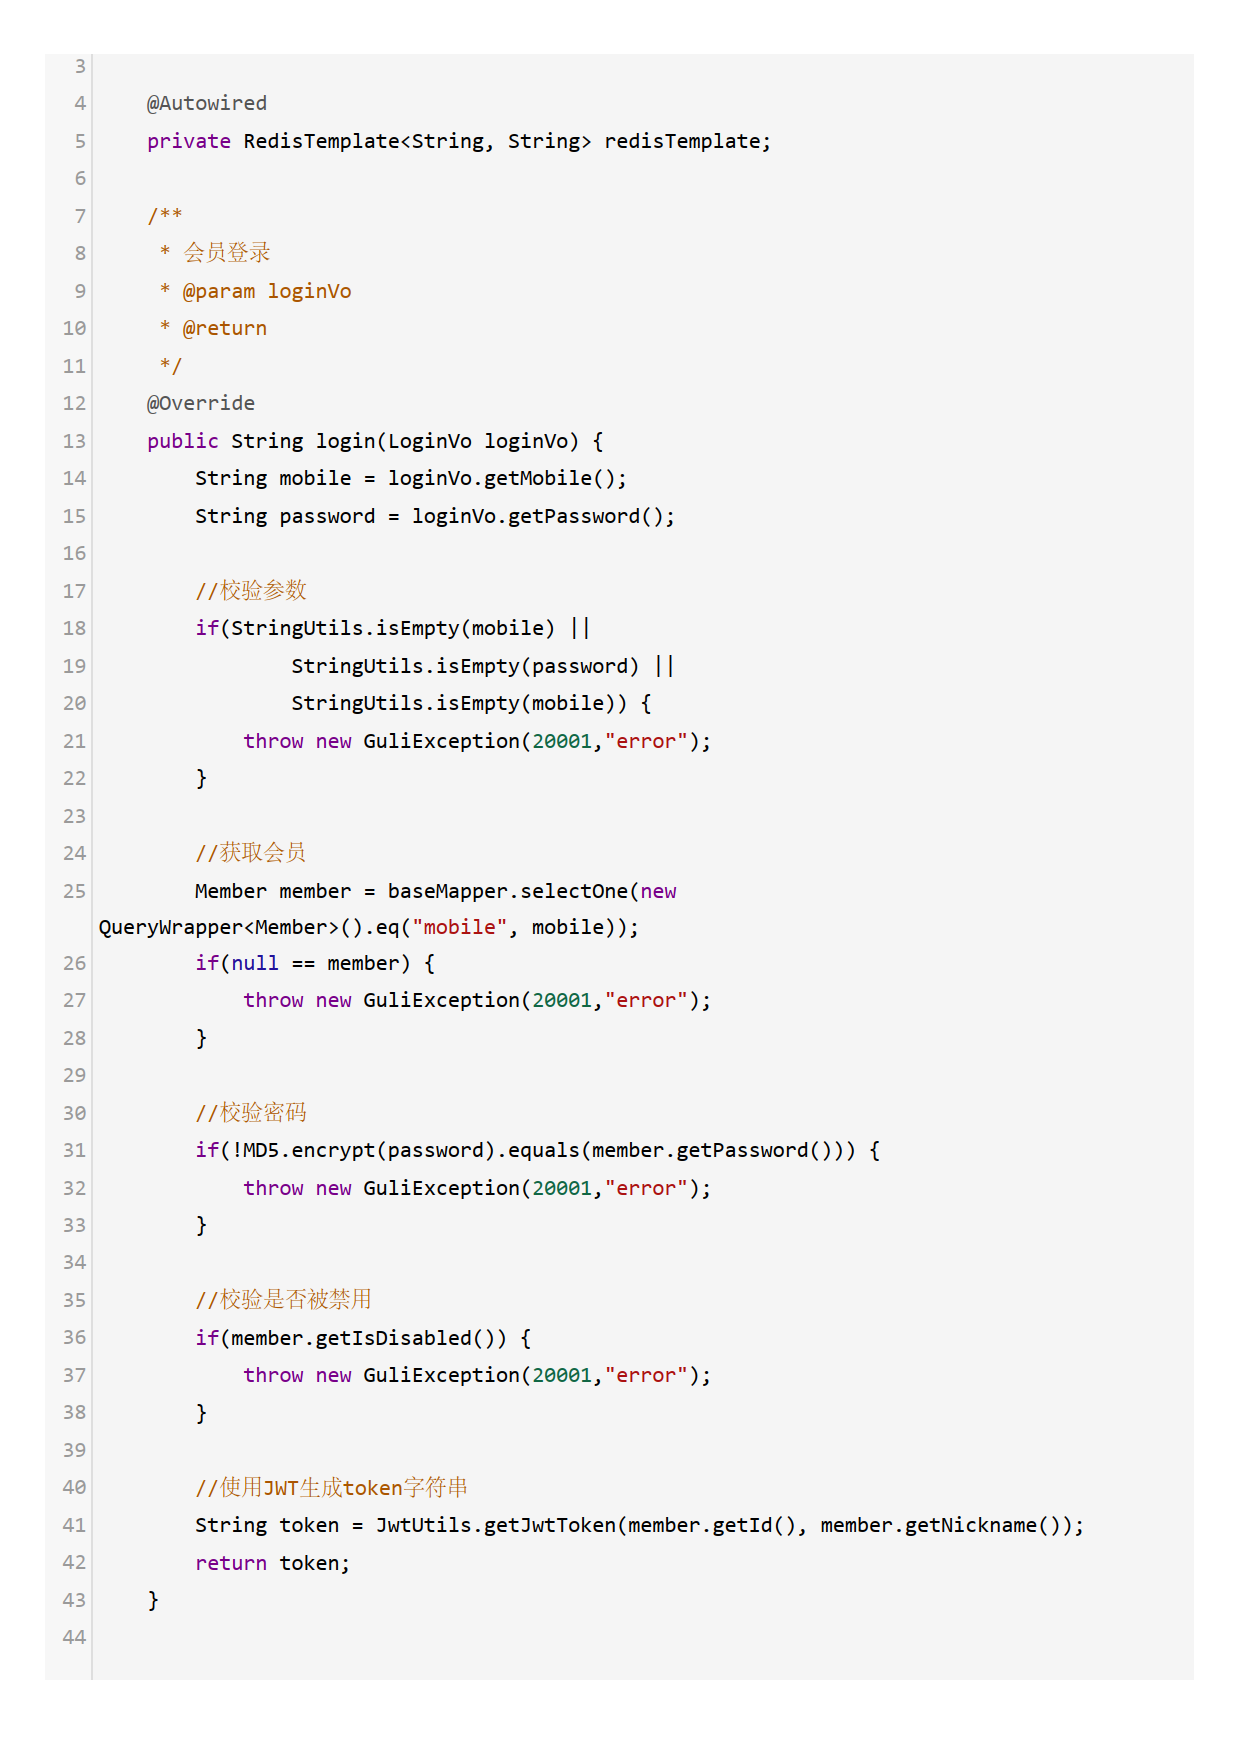 3
4 @Autowired
5 private RedisTemplate<String, String> redisTemplate;
6
7 /**
8 * 会员登录
9 * @param loginVo
10 * @return
11 */
12 @Override
13 public String login(LoginVo loginVo) {
14 String mobile = loginVo.getMobile();
15 String password = loginVo.getPassword();
16
17 //校验参数
18 if(StringUtils.isEmpty(mobile) ||
19 StringUtils.isEmpty(password) ||
20 StringUtils.isEmpty(mobile)) {
21 throw new GuliException(20001,"error");
22 }
23
24 //获取会员
25 Member member = baseMapper.selectOne(new
QueryWrapper<Member>().eq("mobile", mobile));
26 if(null == member) {
27 throw new GuliException(20001,"error");
28 }
29
30 //校验密码
31 if(!MD5.encrypt(password).equals(member.getPassword())) {
32 throw new GuliException(20001,"error");
33 }
34
35 //校验是否被禁用
36 if(member.getIsDisabled()) {
37 throw new GuliException(20001,"error");
38 }
39
40 //使用JWT生成token字符串
41 String token = JwtUtils.getJwtToken(member.getId(), member.getNickname());
42 return token;
43 }
44